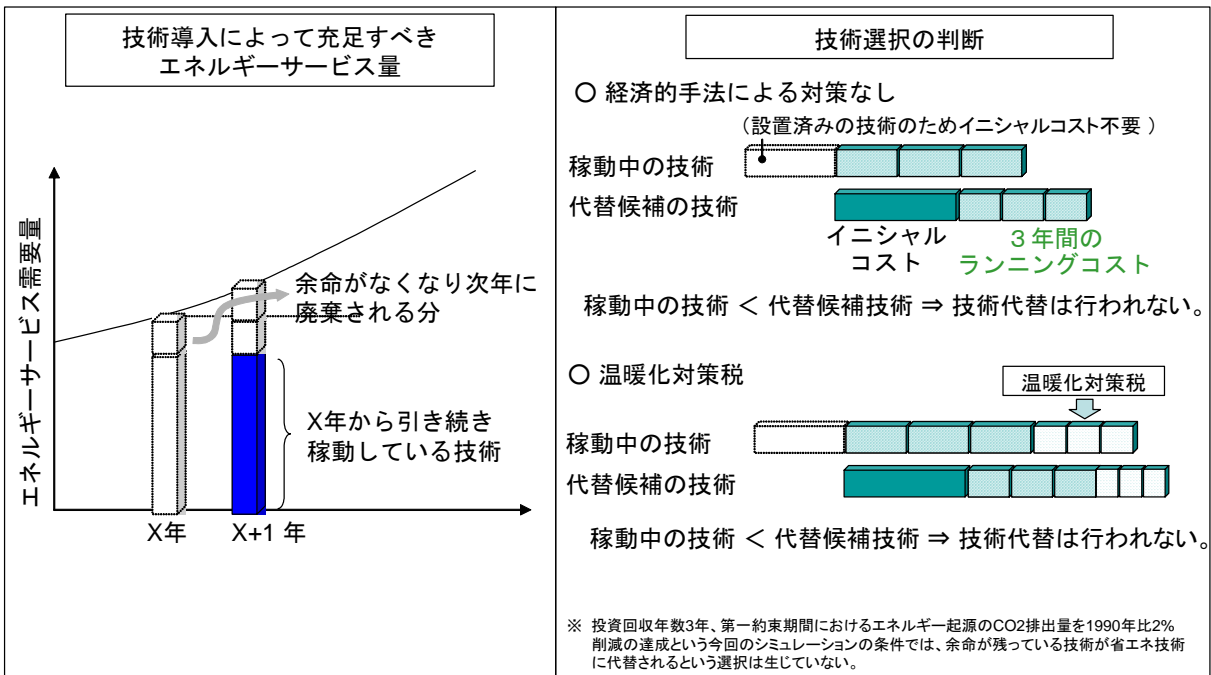 技術導入によって充足すべき
エネルギーサービス量
エネルギーサービス需要量
余命がなくなり次年に
廃棄される分
X年から引き続き
稼動している技術
X年
X+1 年
技術選択の判断
○ 経済的手法による対策なし
（設置済みの技術のためイニシャルコスト不要 ）
稼動中の技術
代替候補の技術
イニシャル
コスト
３年間の
ランニングコスト
稼動中の技術 ＜ 代替候補技術 ⇒ 技術代替は行われない。
○ 温暖化対策税
温暖化対策税
稼動中の技術
代替候補の技術
稼動中の技術 ＜ 代替候補技術 ⇒ 技術代替は行われない。
※ 投資回収年数3年、第一約束期間におけるエネルギー起源のCO2排出量を1990年比2%
削減の達成という今回のシミュレーションの条件では、余命が残っている技術が省エネ技術
に代替されるという選択は生じていない。